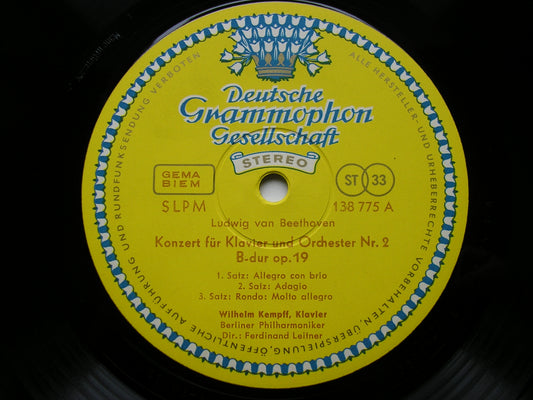 Deutsche
Grammophon
Gesellschaft
STEREO
GEMA
BIEM
ST 33
SLPM
138 775 A
Ludwig van Beethoven
Konzert für Klavier und Orchester Nr. 2
B-dur op. 19
1. Satz: Allegro con brio
2. Satz: Adagio
3. Satz: Rondo: Molto allegro
Wilhelm Kempff, Klavier
Berliner Philharmoniker
Dir.: Ferdinand Leitner
ALLE HERSTELLER- UND URHEBERRECHTE VORBEHALTEN, ÜBERSPIELUNG, ÖFFENTLICHE AUFFÜHRUNG UND RUNDFUNKSENDUNG VERBOTEN